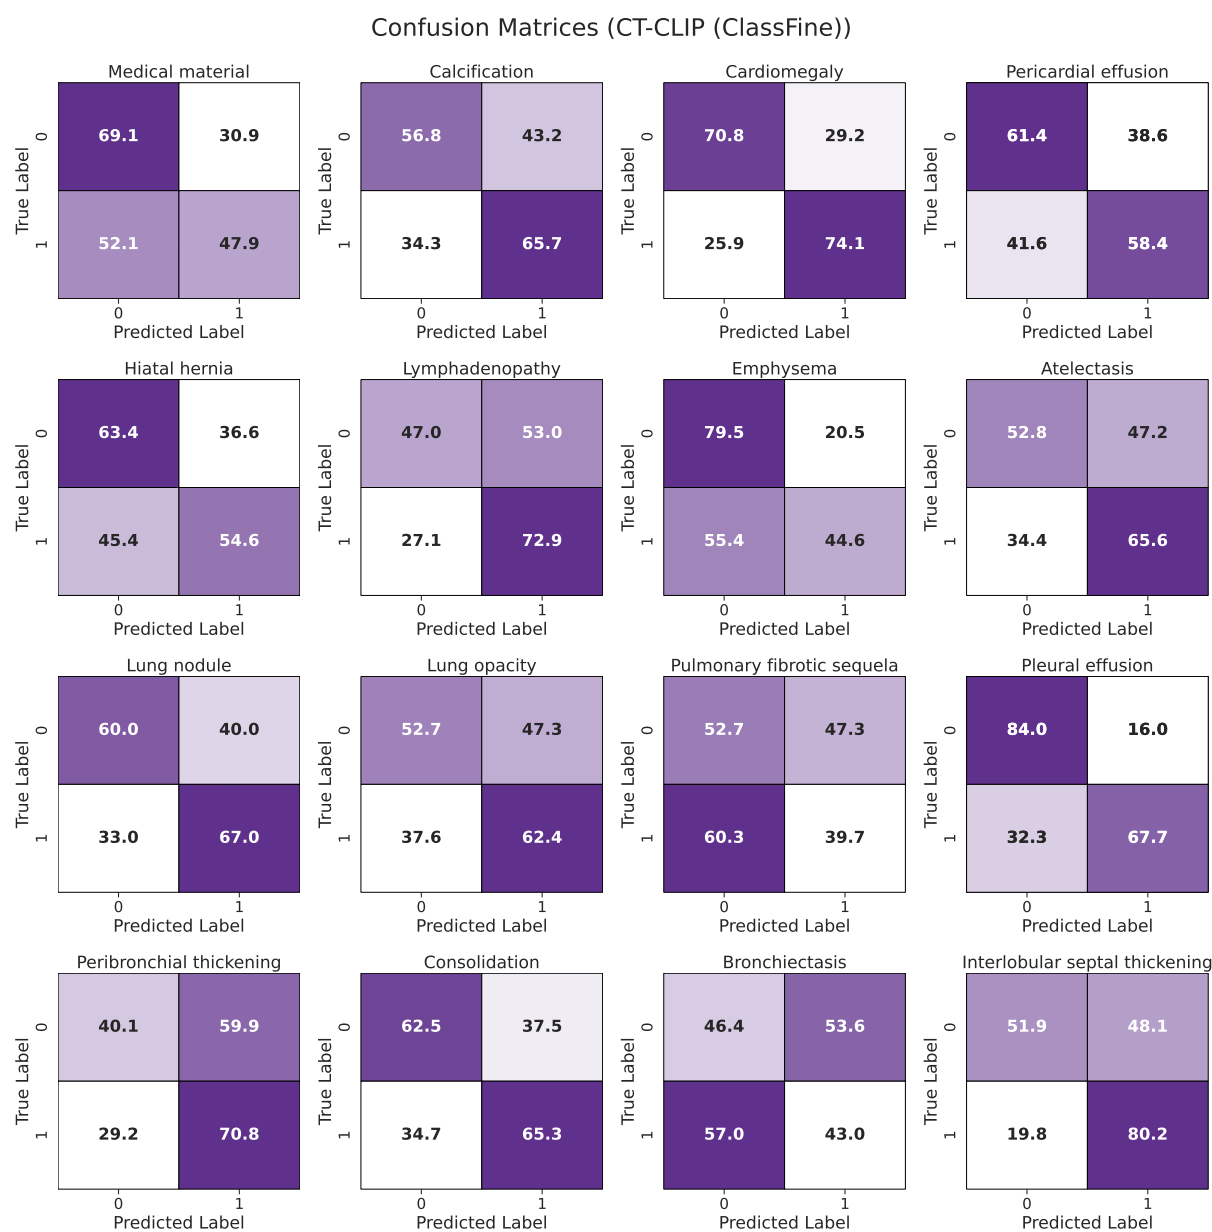 Confusion Matrices (CT-CLIP (ClassFine))
Medical material
True Label
0
1
69.1 30.9
52.1 47.9
0 1
Predicted Label
Calcification
True Label
0
1
56.8 43.2
34.3 65.7
0 1
Predicted Label
Cardiomegaly
True Label
0
1
70.8 29.2
25.9 74.1
0 1
Predicted Label
Pericardial effusion
True Label
0
1
61.4 38.6
41.6 58.4
0 1
Predicted Label
Hiatal hernia
True Label
0
1
63.4 36.6
45.4 54.6
0 1
Predicted Label
Lymphadenopathy
True Label
0
1
47.0 53.0
27.1 72.9
0 1
Predicted Label
Emphysema
True Label
0
1
79.5 20.5
55.4 44.6
0 1
Predicted Label
Atelectasis
True Label
0
1
52.8 47.2
34.4 65.6
0 1
Predicted Label
Lung nodule
True Label
0
1
60.0 40.0
33.0 67.0
0 1
Predicted Label
Lung opacity
True Label
0
1
52.7 47.3
37.6 62.4
0 1
Predicted Label
Pulmonary fibrotic sequela
True Label
0
1
52.7 47.3
60.3 39.7
0 1
Predicted Label
Pleural effusion
True Label
0
1
84.0 16.0
32.3 67.7
0 1
Predicted Label
Peribronchial thickening
True Label
0
1
40.1 59.9
29.2 70.8
0 1
Predicted Label
Consolidation
True Label
0
1
62.5 37.5
34.7 65.3
0 1
Predicted Label
Bronchiectasis
True Label
0
1
46.4 53.6
57.0 43.0
0 1
Predicted Label
Interlobular septal thickening
True Label
0
1
51.9 48.1
19.8 80.2
0 1
Predicted Label